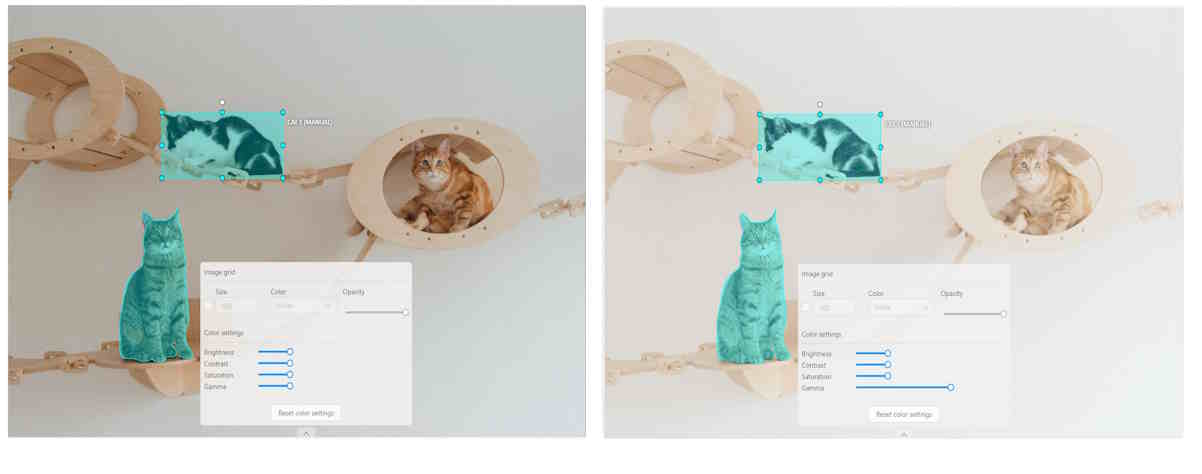 Image grid
Size
Color
Opacity
Color settings
Brightness
Contrast
Saturation
Gamma
Reset color settings
(MANUAL)
Image grid
Size
Color
Opacity
Color settings
Brightness
Contrast
Saturation
Gamma
Reset color settings